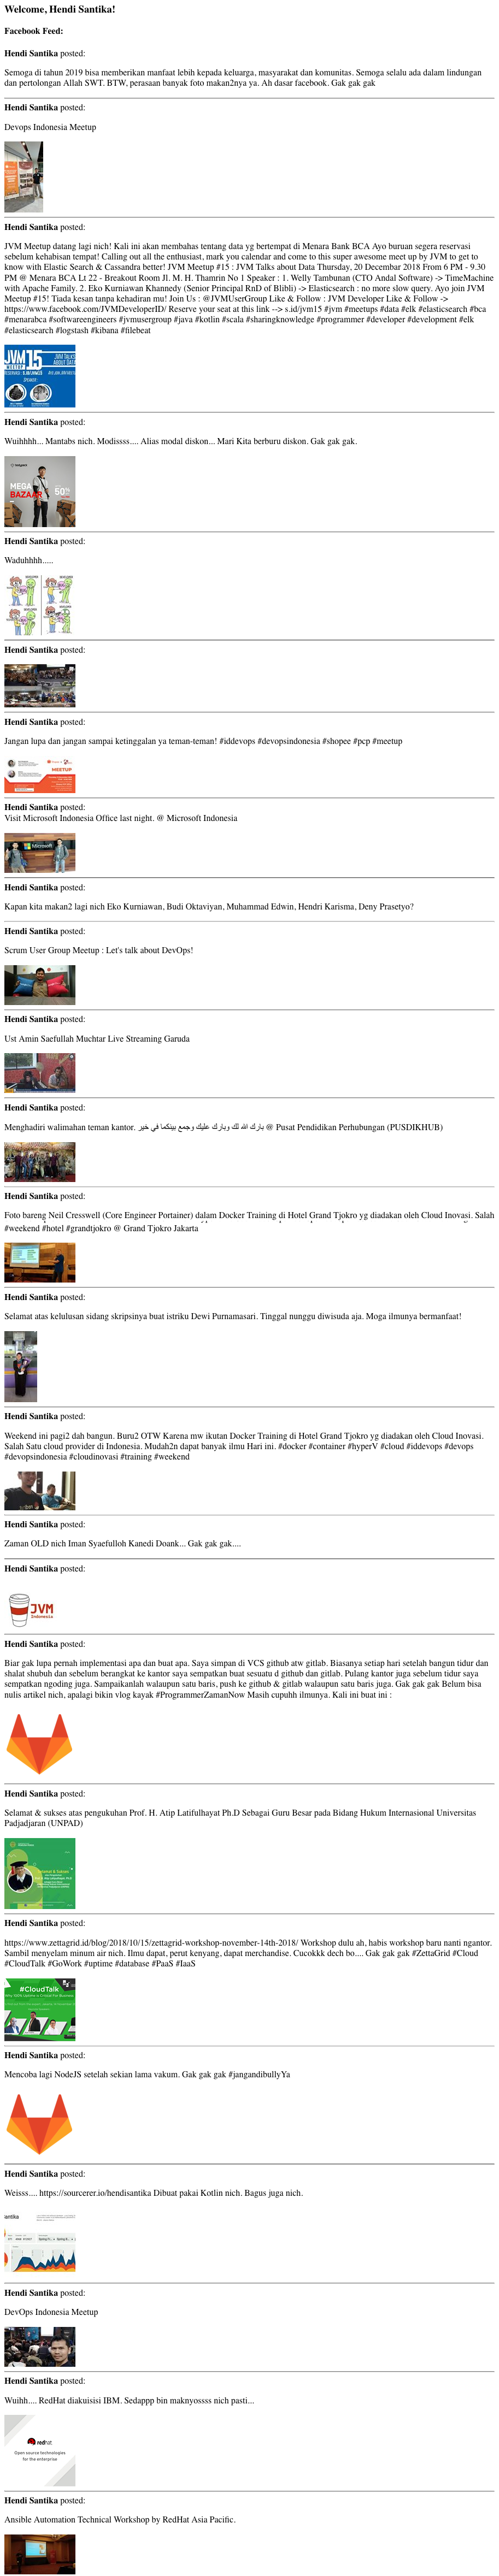 Welcome, Hendi Santika!
Facebook Feed:
Hendi Santika posted:
Semoga di tahun 2019 bisa memberikan manfaat lebih kepada keluarga, masyarakat dan komunitas. Semoga selalu ada dalam lindungan
dan pertolongan Allah SWT. BTW, perasaan banyak foto makan2nya ya. Ah dasar facebook. Gak gak gak
Hendi Santika posted:
Devops Indonesia Meetup
Hendi Santika posted:
JVM Meetup datang lagi nich! Kali ini akan membahas tentang data yg bertempat di Menara Bank BCA Ayo buruan segera reservasi
sebelum kehabisan tempat! Calling out all the enthusiast, mark you calendar and come to this super awesome meet up by JVM to get to
know with Elastic Search & Cassandra better! JVM Meetup #15 : JVM Talks about Data Thursday, 20 Decembar 2018 From 6 PM - 9.30
PM @ Menara BCA Lt 22 - Breakout Room Jl. M. H. Thamrin No 1 Speaker : 1. Welly Tambunan (CTO Andal Software) -> TimeMachine
with Apache Family. 2. Eko Kurniawan Khannedy (Senior Principal RnD of Blibli) -> Elasticsearch : no more slow query. Ayo join JVM
Meetup #15! Tiada kesan tanpa kehadiran mu! Join Us : @JVMUserGroup Like & Follow : JVM Developer Like & Follow ->
https://www.facebook.com/JVMDeveloperID/ Reserve your seat at this link --> s.id/jvm15 #jvm #meetups #data #elk #elasticsearch #bca
#menarabca #softwareengineers #jvmusergroup #java #kotlin #scala #sharingknowledge #programmer #developer #development #elk
#elasticsearch #logstash #kibana #filebeat
JVM15
JVM TALKS
ABOUT DATA
MEETUP
SPEAKER
Hendi Santika posted:
Wuihhhh... Mantabs nich. Modissss.... Alias modal diskon... Mari Kita berburu diskon. Gak gak gak.
MEGA
BAZAAR
50%
Hendi Santika posted:
Waduhhhh.....
Hendi Santika posted:
Hendi Santika posted:
Jangan lupa dan jangan sampai ketinggalan ya teman-teman! #iddevops #devopsindonesia #shopee #pcp #meetup
MEETUP
Hendi Santika posted:
Visit Microsoft Indonesia Office last night. @ Microsoft Indonesia
Microsoft
Hendi Santika posted:
Kapan kita makan2 lagi nich Eko Kurniawan, Budi Oktaviyan, Muhammad Edwin, Hendri Karisma, Deny Prasetyo?
Hendi Santika posted:
Scrum User Group Meetup : Let's talk about DevOps!
Hendi Santika posted:
Ust Amin Saefullah Muchtar Live Streaming Garuda
Hendi Santika posted:
Menghadiri walimahan teman kantor. بارك الله لك وبارك عليك وجمع بينكما في خير @ Pusat Pendidikan Perhubungan (PUSDIKHUB)
Hendi Santika posted:
Foto bareng Neil Cresswell (Core Engineer Portainer) dalam Docker Training di Hotel Grand Tjokro yg diadakan oleh Cloud Inovasi. Salah
#weekend #hotel #grandtjokro @ Grand Tjokro Jakarta
Hendi Santika posted:
Selamat atas kelulusan sidang skripsinya buat istriku Dewi Purnamasari. Tinggal nunggu diwisuda aja. Moga ilmunya bermanfaat!
Hendi Santika posted:
Weekend ini pagi2 dah bangun. Buru2 OTW Karena mw ikutan Docker Training di Hotel Grand Tjokro yg diadakan oleh Cloud Inovasi.
Salah Satu cloud provider di Indonesia. Mudah2n dapat banyak ilmu Hari ini. #docker #container #hyperV #cloud #iddevops #devops
#devopsindonesia #cloudinovasi #training #weekend
Hendi Santika posted:
Zaman OLD nich Iman Syaefulloh Kanedi Doank... Gak gak gak....
Hendi Santika posted:
JVM
Indonesia
Hendi Santika posted:
Biar gak lupa pernah implementasi apa dan buat apa. Saya simpan di VCS github atw gitlab. Biasanya setiap hari setelah bangun tidur dan
shalat shubuh dan sebelum berangkat ke kantor saya sempatkan buat sesuatu d github dan gitlab. Pulang kantor juga sebelum tidur saya
sempatkan ngoding juga. Sampaikanlah walaupun satu baris, push ke github & gitlab walaupun satu baris juga. Gak gak gak Belum bisa
nulis artikel nich, apalagi bikin vlog kayak #ProgrammerZamanNow Masih cupuhh ilmunya. Kali ini buat ini :
Hendi Santika posted:
Selamat & sukses atas pengukuhan Prof. H. Atip Latifulhayat Ph.D Sebagai Guru Besar pada Bidang Hukum Internasional Universitas
Padjadjaran (UNPAD)
Selamat & Sukses
Hendi Santika posted:
https://www.zettagrid.id/blog/2018/10/15/zettagrid-workshop-november-14th-2018/ Workshop dulu ah, habis workshop baru nanti ngantor.
Sambil menyelam minum air nich. Ilmu dapat, perut kenyang, dapat merchandise. Cucokkk dech bo.... Gak gak gak #ZettaGrid #Cloud
#CloudTalk #GoWork #uptime #database #PaaS #IaaS
#CloudTalk
Hendi Santika posted:
Mencoba lagi NodeJS setelah sekian lama vakum. Gak gak gak #jangandibullyYa
Hendi Santika posted:
Weisss.... https://sourcerer.io/hendisantika Dibuat pakai Kotlin nich. Bagus juga nich.
antika
Hendi Santika posted:
DevOps Indonesia Meetup
Hendi Santika posted:
Wuihh.... RedHat diakuisisi IBM. Sedappp bin maknyossss nich pasti...
redhat
Open source technologies
for the enterprise
Hendi Santika posted:
Ansible Automation Technical Workshop by RedHat Asia Pacific.